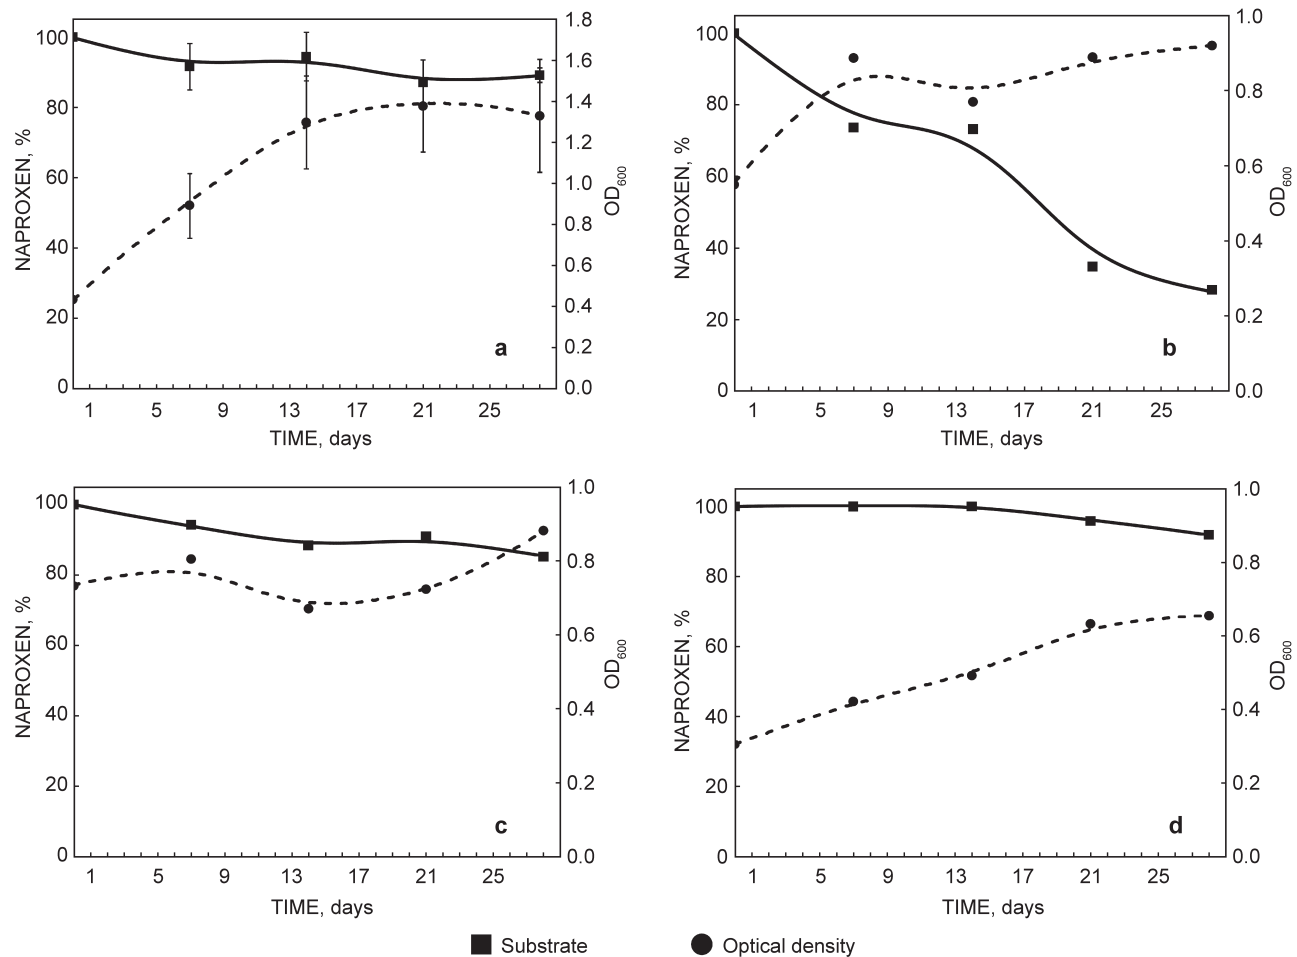 100
80
60
40
20
0
NAPROXEN, %
1.8
1.6
1.4
1.2
1.0
0.8
0.6
0.4
0.2
0.0
OD600
a
1 5 9 13 17 21 25
TIME, days
100
80
60
40
20
0
NAPROXEN, %
1.0
0.8
0.6
0.4
0.2
0.0
OD600
b
1 5 9 13 17 21 25
TIME, days
100
80
60
40
20
0
NAPROXEN, %
1.0
0.8
0.6
0.4
0.2
0.0
OD600
c
1 5 9 13 17 21 25
TIME, days
100
80
60
40
20
0
NAPROXEN, %
1.0
0.8
0.6
0.4
0.2
0.0
OD600
d
1 5 9 13 17 21 25
TIME, days
Substrate
Optical density